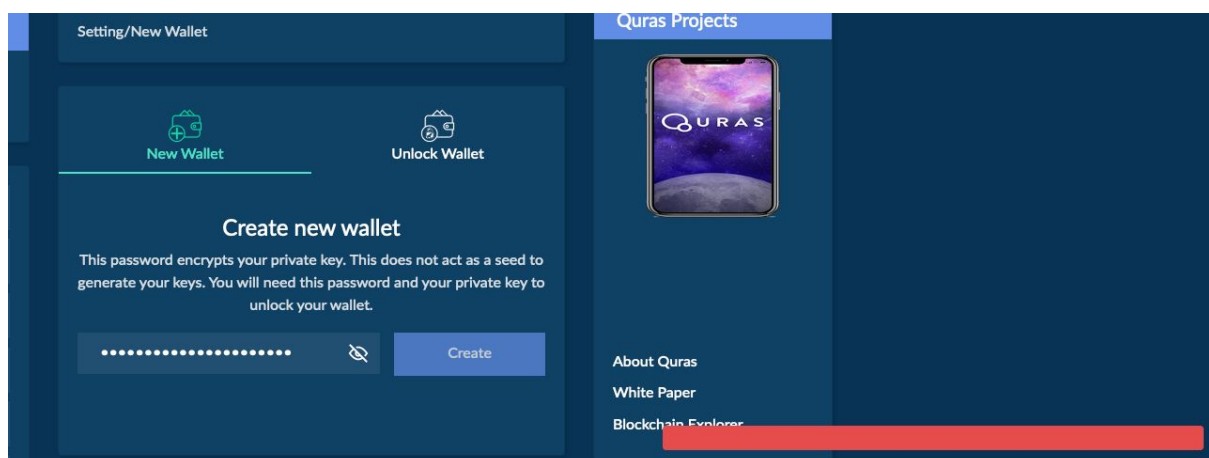 Setting/New Wallet
New Wallet
Unlock Wallet
Create new wallet
This password encrypts your private key. This does not act as a seed to
generate your keys. You will need this password and your private key to
unlock your wallet.
••••••••••••••••••••••
Create
Quras Projects
QURAS
About Quras
White Paper
Blockchain Explorer